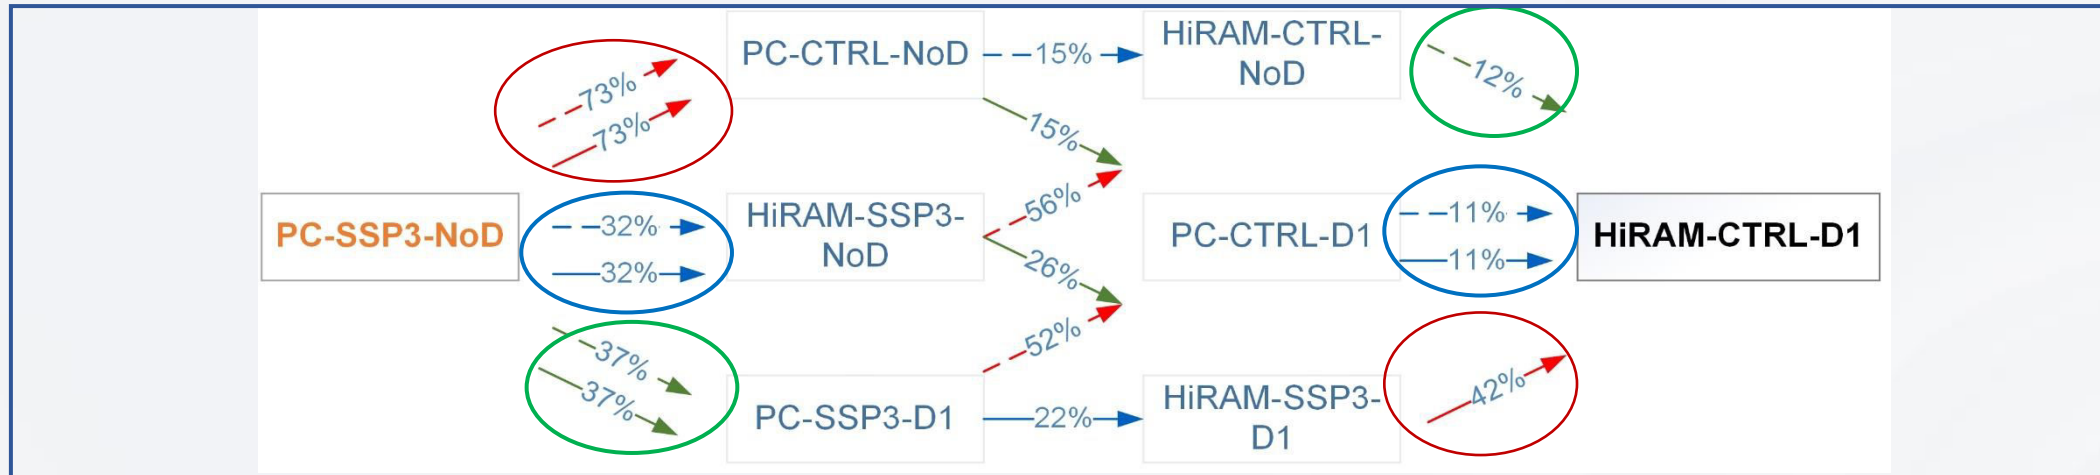 PC-CTRL-NoD
15%
HiRAM-CTRL-
NoD
12%
73%
73%
15%
PC-SSP3-NoD
32%
32%
HiRAM-SSP3-
NoD
56%
26%
PC-CTRL-D1
11%
11%
HiRAM-CTRL-D1
37%
37%
52%
PC-SSP3-D1
22%
HiRAM-SSP3-
D1
42%